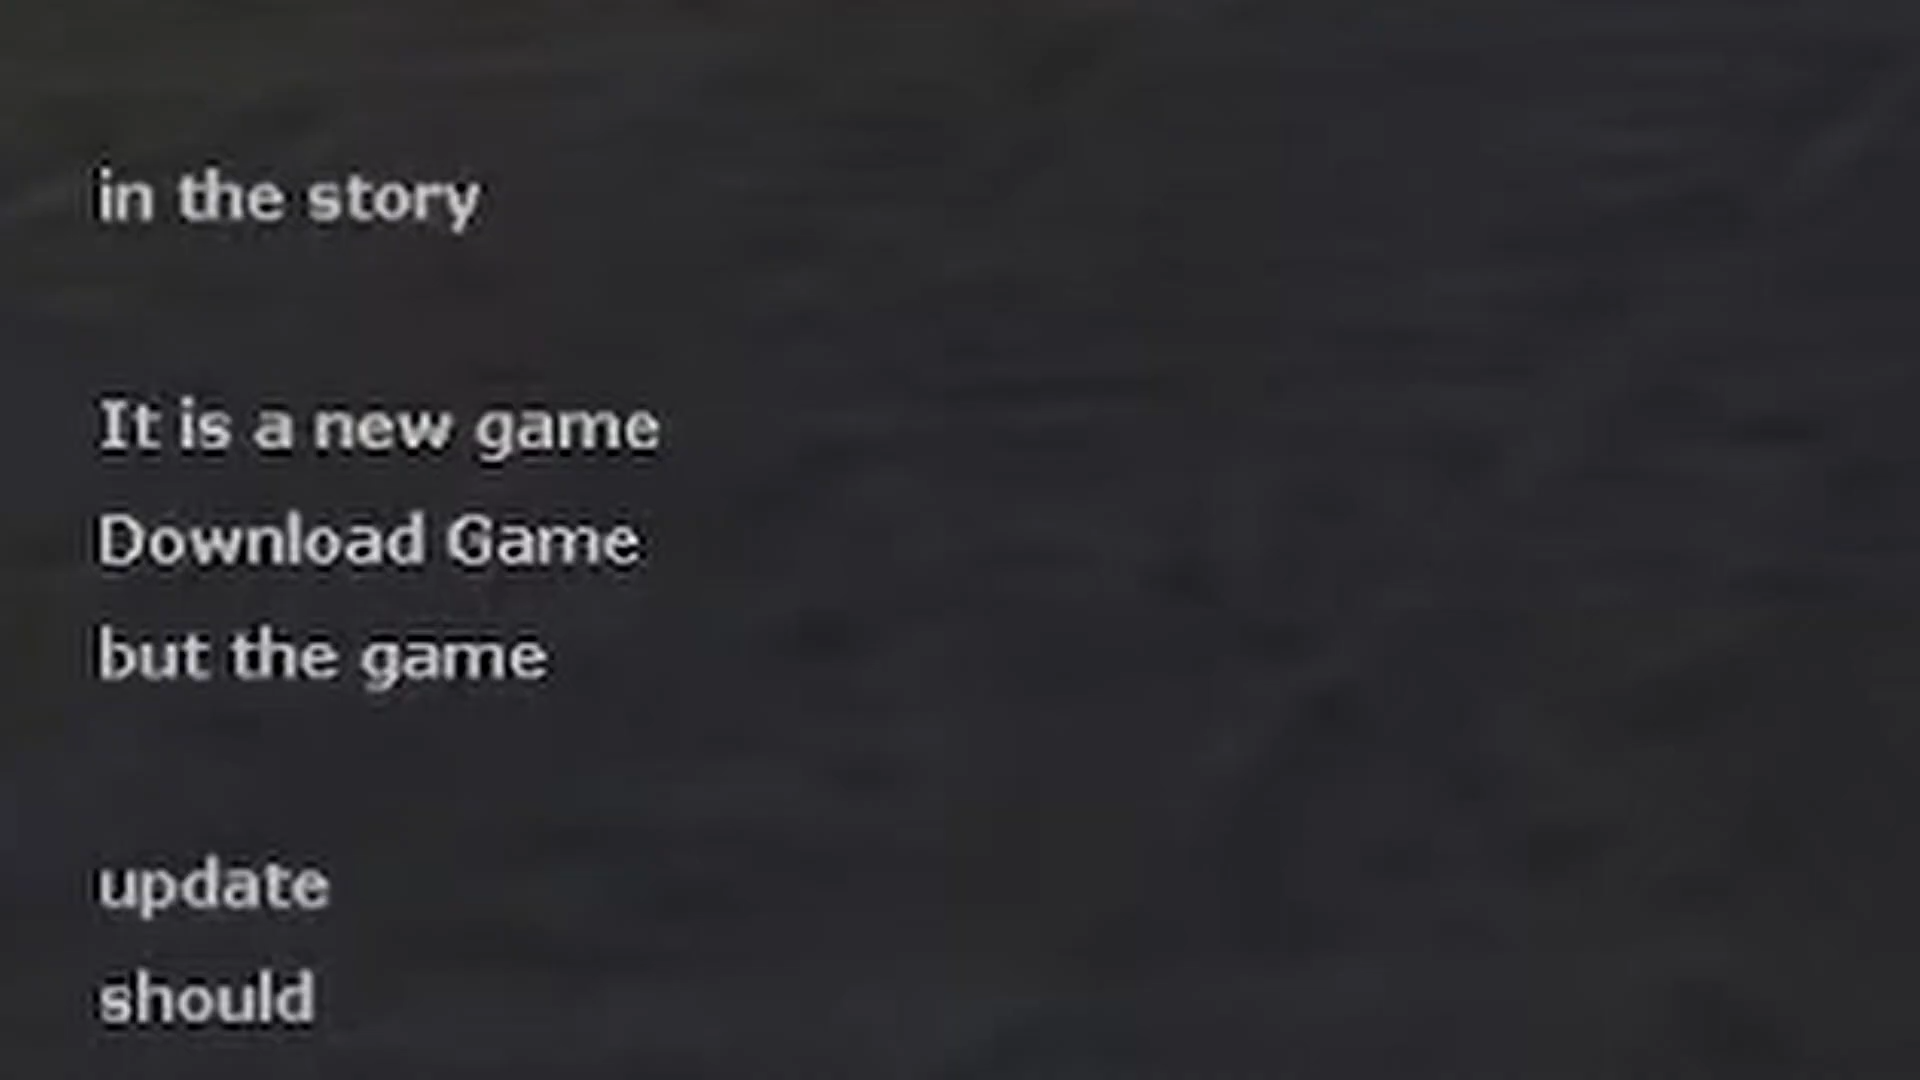 in the story
It is a new game
Download Game
but the game
update
should